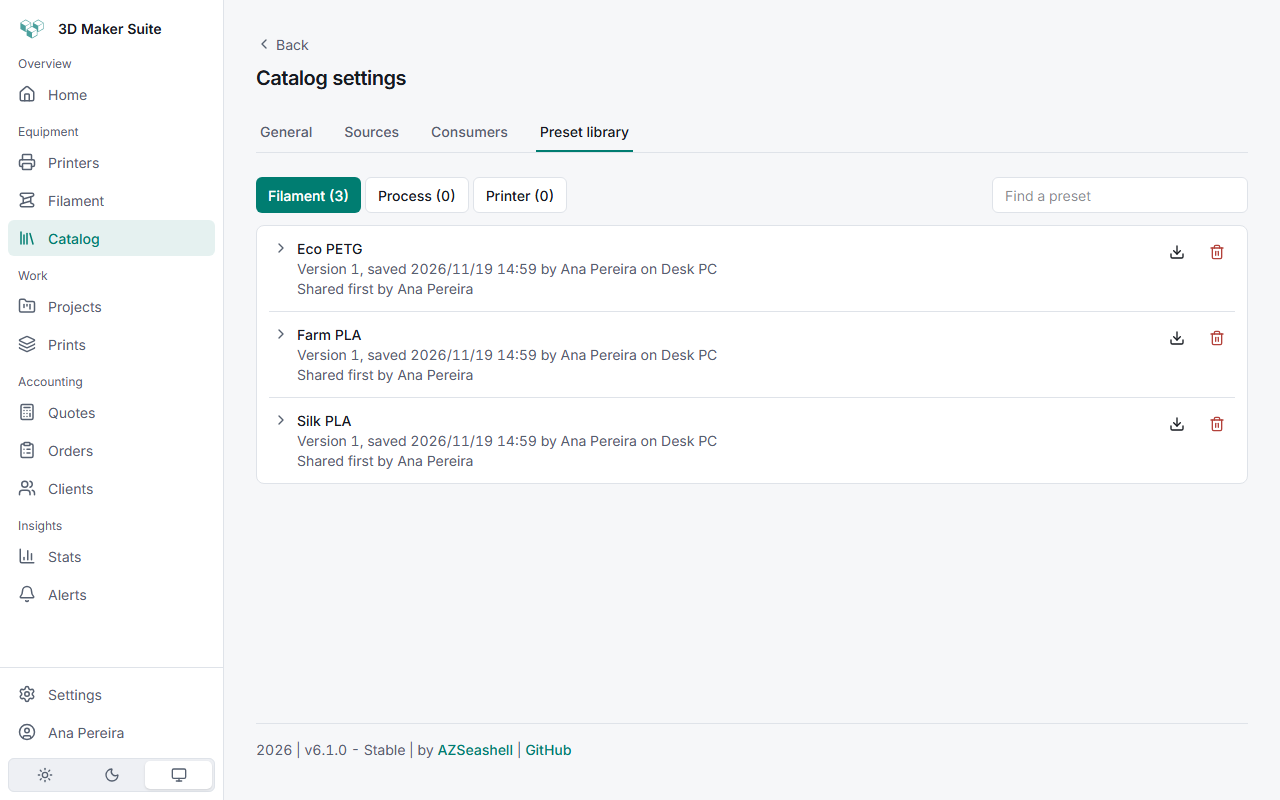 3D Maker Suite
Overview
Home
Equipment
Printers
Filament
Catalog
Work
Projects
Prints
Accounting
Quotes
Orders
Clients
Insights
Stats
Alerts
Settings
Ana Pereira
Back
Catalog settings
General Sources Consumers Preset library
Filament (3) Process (0) Printer (0) Find a preset
Eco PETG
Version 1, saved 2026/11/19 14:59 by Ana Pereira on Desk PC
Shared first by Ana Pereira
Farm PLA
Version 1, saved 2026/11/19 14:59 by Ana Pereira on Desk PC
Shared first by Ana Pereira
Silk PLA
Version 1, saved 2026/11/19 14:59 by Ana Pereira on Desk PC
Shared first by Ana Pereira
2026 | v6.1.0 - Stable | by AZSeashell | GitHub